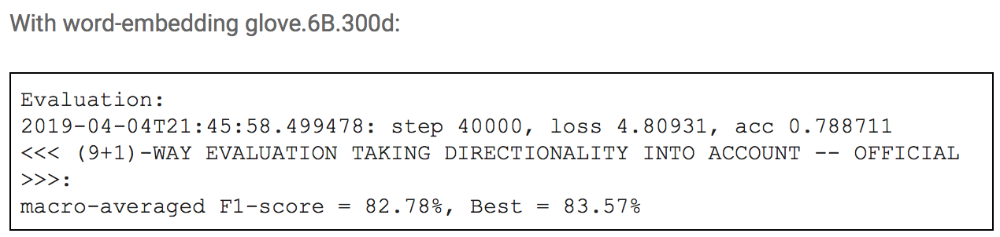 With word-embedding glove.6B.300d:
Evaluation:
2019-04-04T21:45:58.499478: step 40000, loss 4.80931, acc 0.788711
<<< (9+1)-WAY EVALUATION TAKING DIRECTIONALITY INTO ACCOUNT -- OFFICIAL
>>>:
macro-averaged F1-score = 82.78%, Best = 83.57%